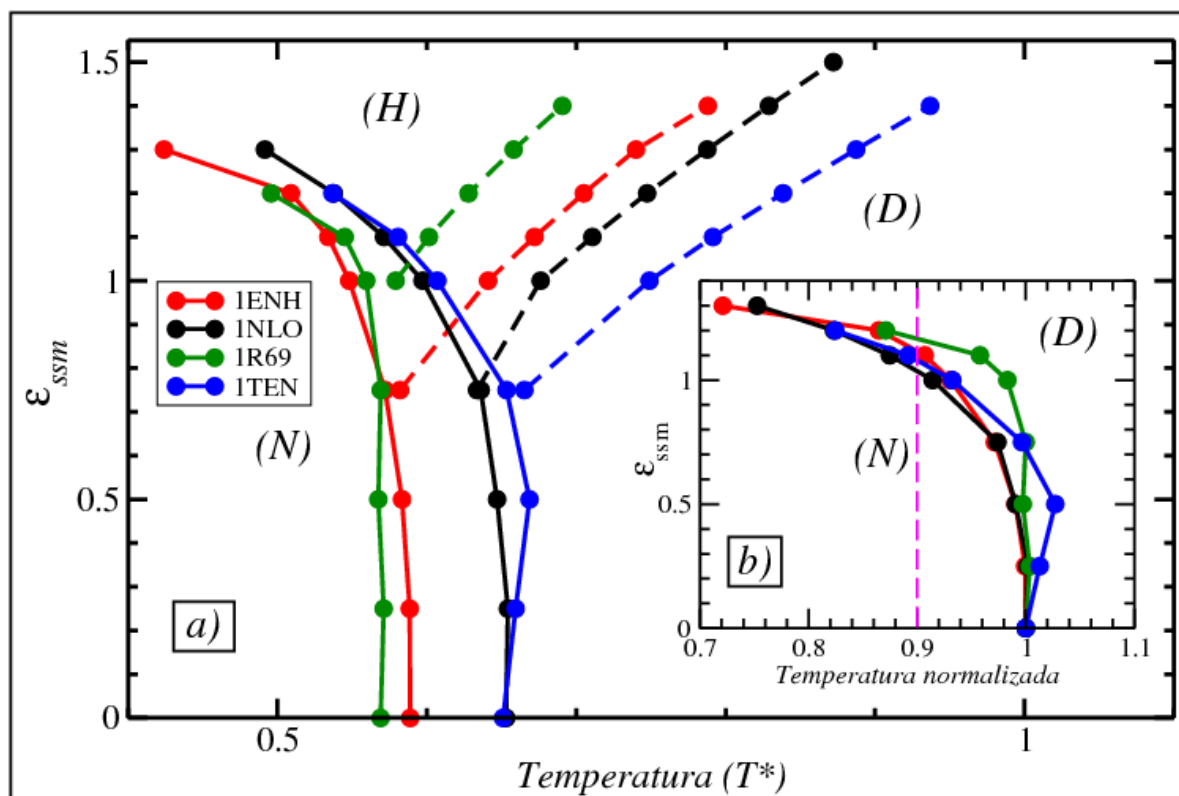 1.5
(H)
(D)
1
1ENH
1NLO
1R69
1TEN
ε_ssm
(N)
0.5
a)
0
0.5
1
Temperatura (T*)
(D)
1
(N)
ε_ssm
0.5
b)
0
0.7 0.8 0.9 1 1.1
Temperatura normalizada